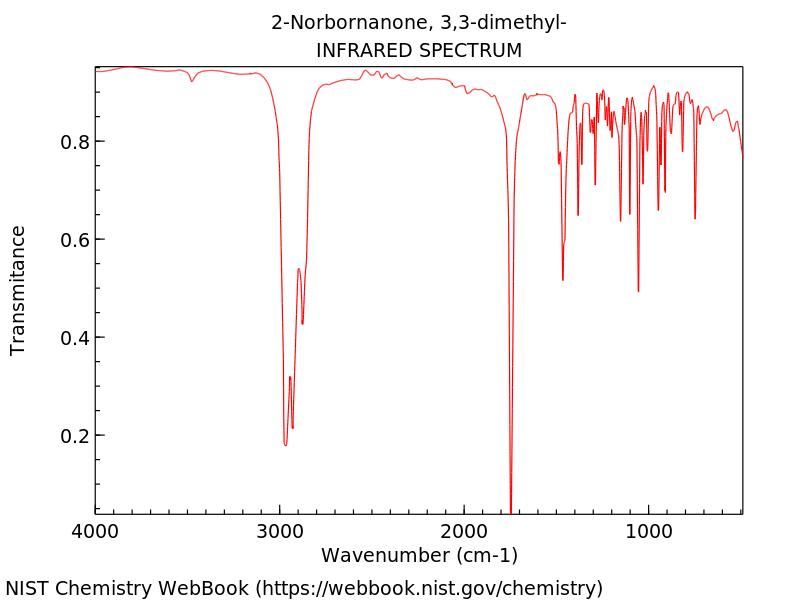 2-Norbornanone, 3,3-dimethyl-
INFRARED SPECTRUM
Transmitance
0.8
0.6
0.4
0.2
4000 3000 2000 1000
Wavenumber (cm-1)
NIST Chemistry WebBook (https://webbook.nist.gov/chemistry)